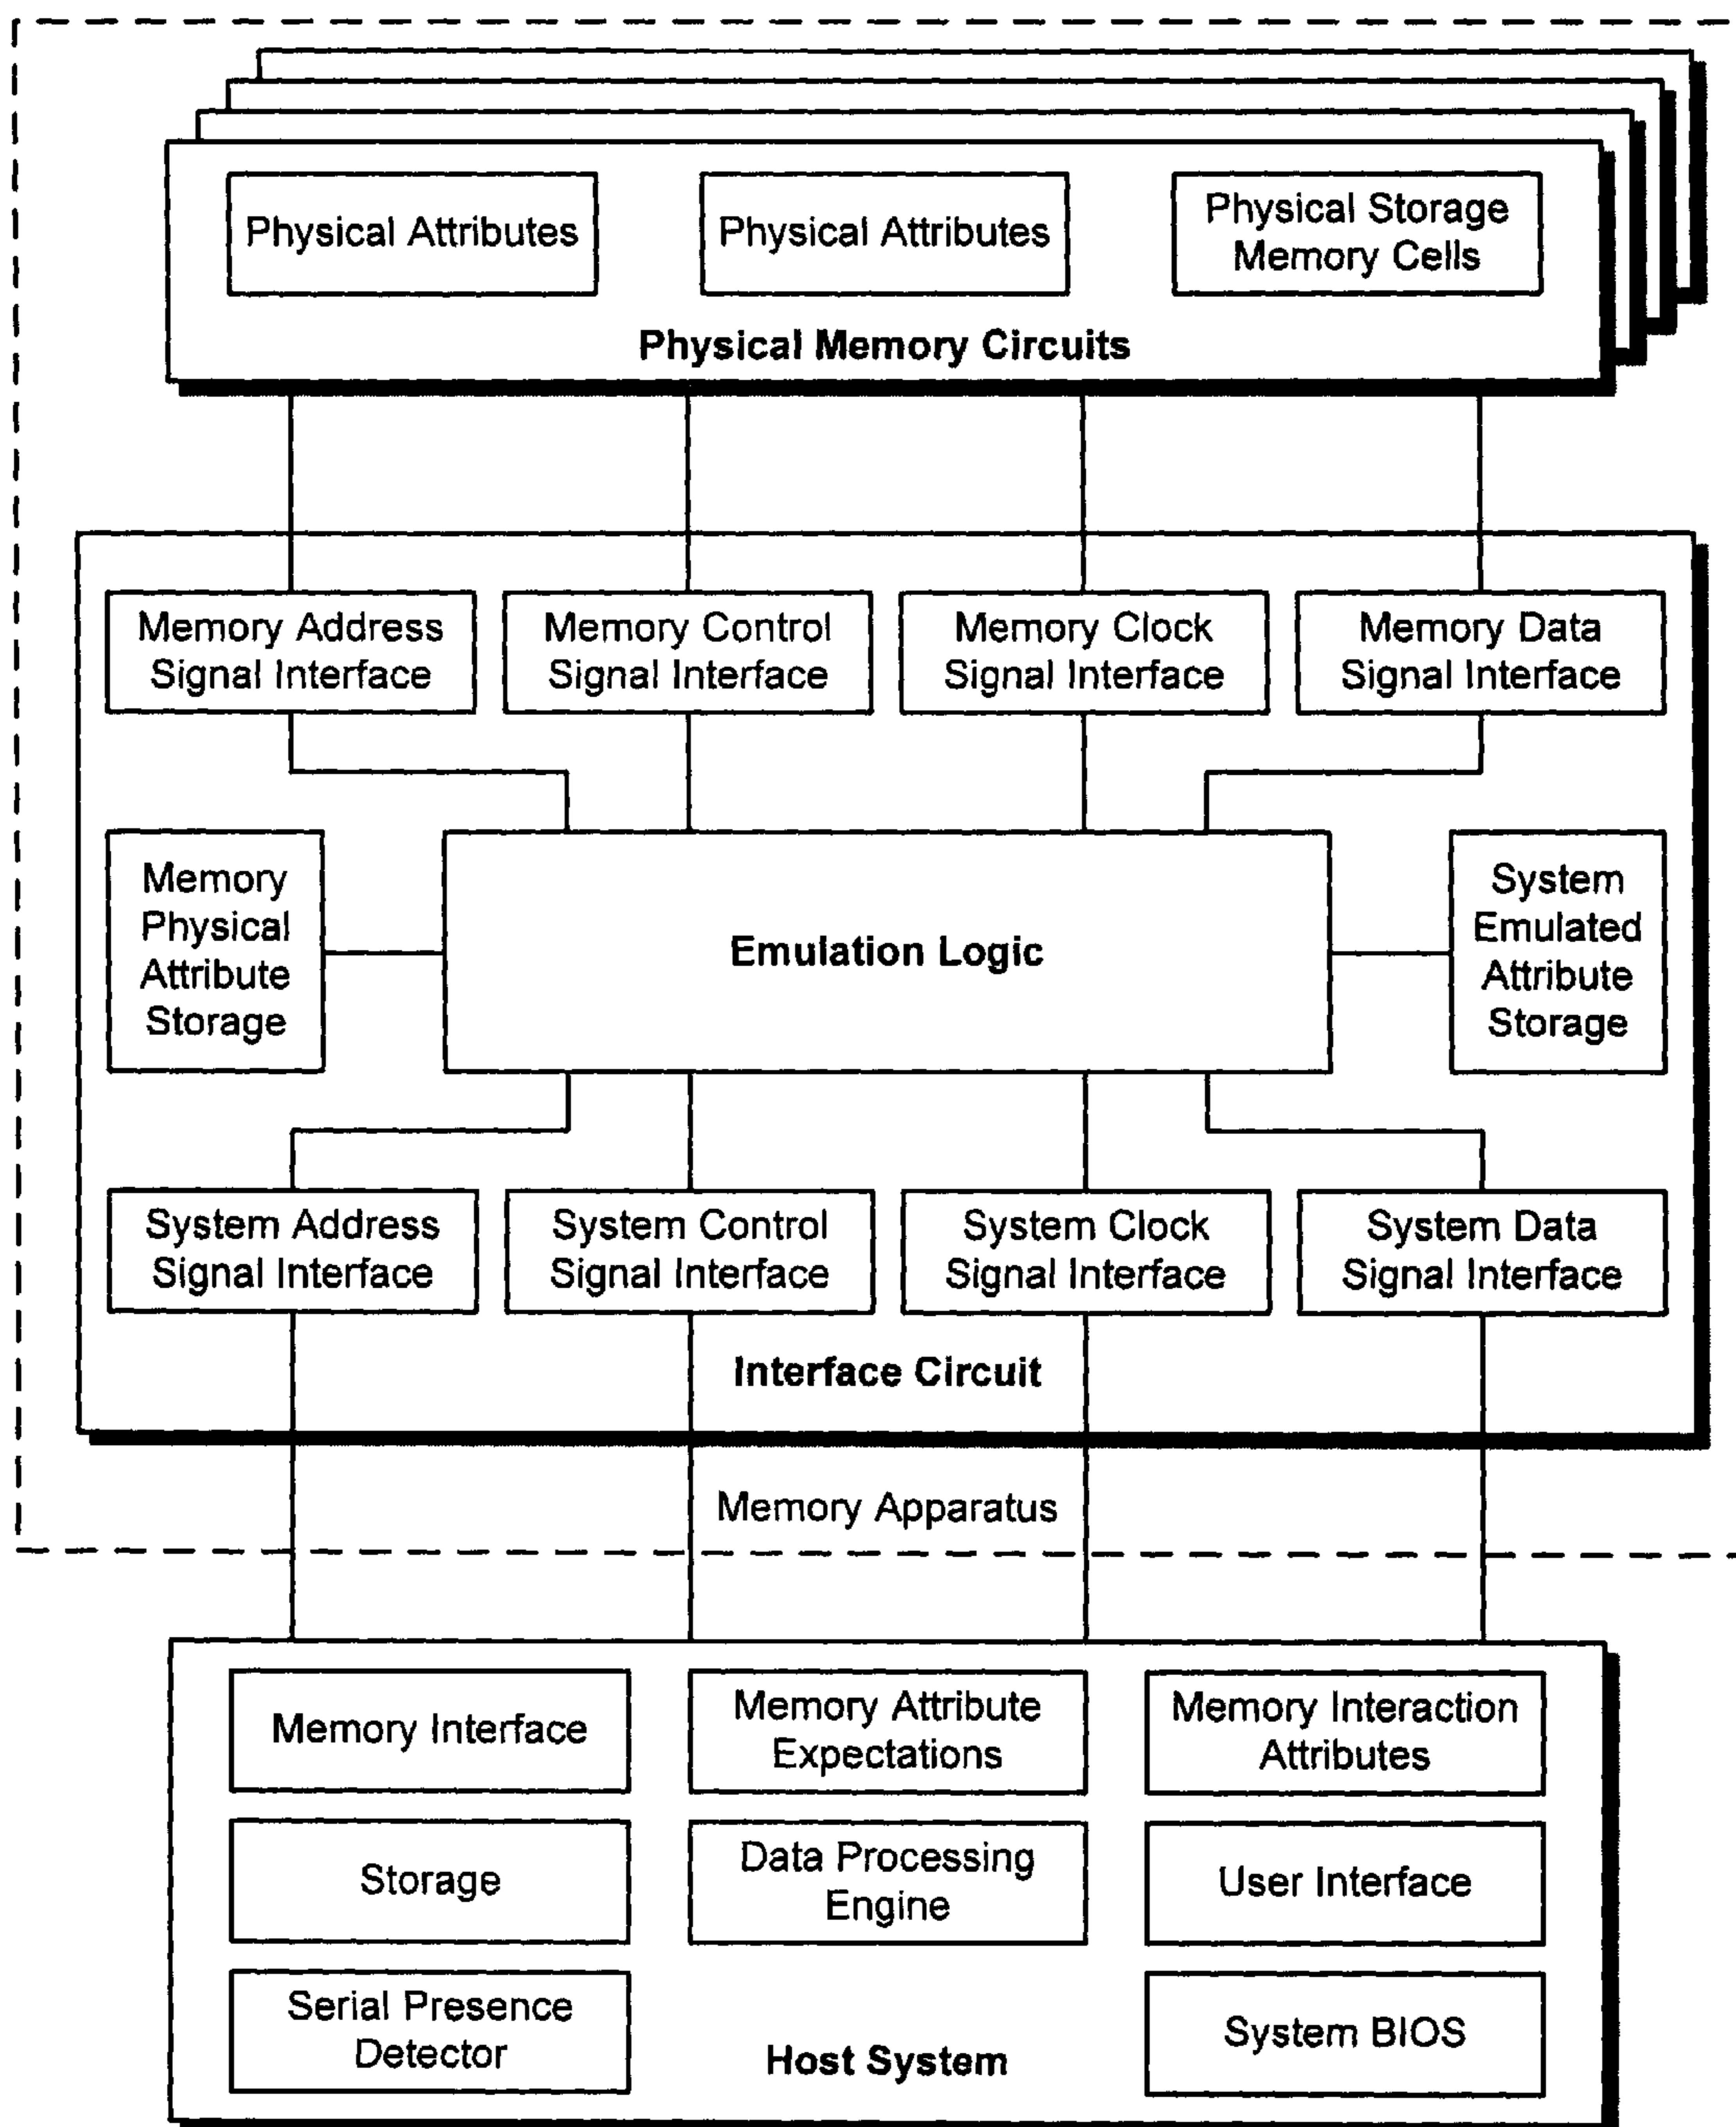 Physical Attributes
Physical Attributes
Physical Storage
Memory Cells
Physical Memory Circuits
Memory Address
Signal Interface
Memory Control
Signal Interface
Memory Clock
Signal Interface
Memory Data
Signal Interface
Memory
Physical
Attribute
Storage
Emulation Logic
System
Emulated
Attribute
Storage
System Address
Signal Interface
System Control
Signal Interface
System Clock
Signal Interface
System Data
Signal Interface
Interface Circuit
Memory Apparatus
Memory Interface
Memory Attribute
Expectations
Memory Interaction
Attributes
Storage
Data Processing
Engine
User Interface
Serial Presence
Detector
Host System
System BIOS